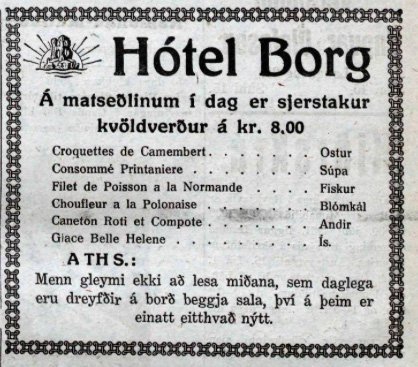 Hótel Borg
Á matseðlinum í dag er sjerstakur
kvöldverður á kr. 8,00
Croquettes de Camembert. . . . . . . Ostur
Consommé Printaniere . . . . . . . Súpa
Filet de Poisson a la Normande . . . . Fiskur
Choufleur a la Polonaise . . . . . . Blómkál
Caneton Roti et Compote . . . . . . Andir
Glace Belle Helene . . . . . . . . Ís.
ATHS.:
Menn gleymi ekki að lesa miðana, sem daglega
eru dreyfðir á borð beggja sala, því á þeim er
einatt eitthvað nýtt.